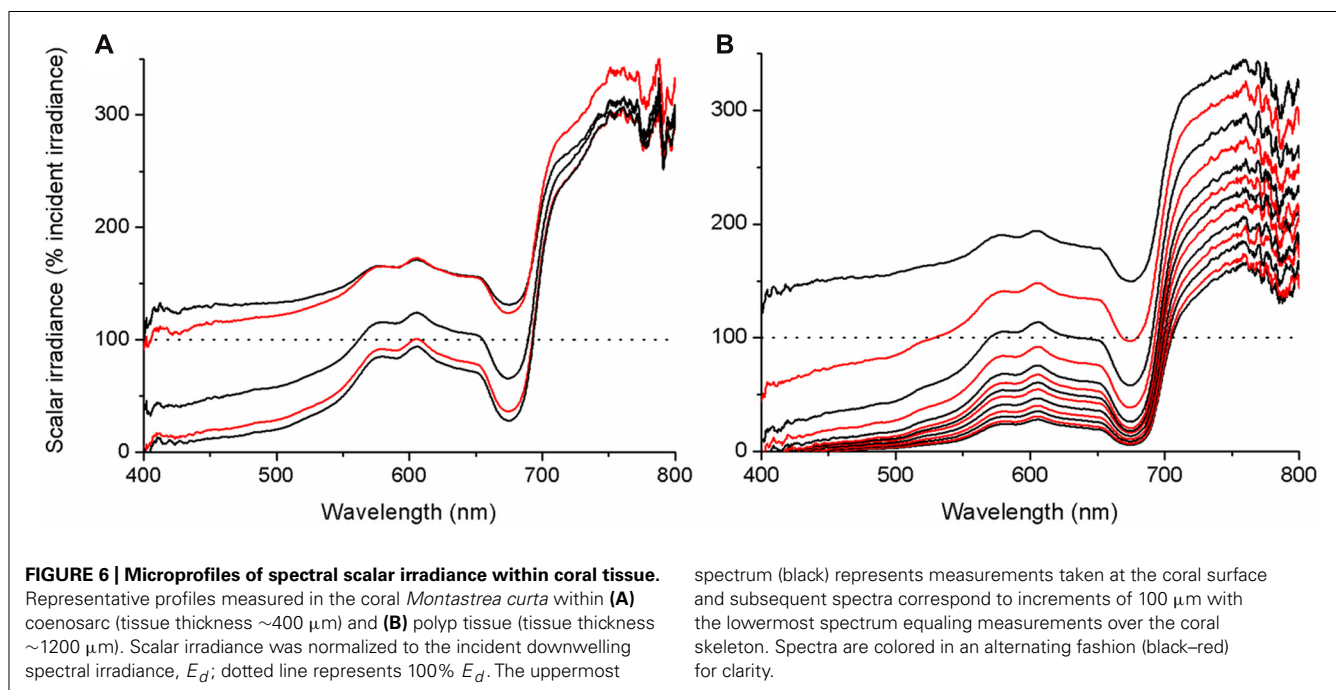 A
B
300
200
100
0
Scalar irradiance (% incident irradiance)
400
500
600
700
800
Wavelength (nm)
300
200
100
0
400
500
600
700
800
Wavelength (nm)
FIGURE 6 | Microprofiles of spectral scalar irradiance within coral tissue.
Representative profiles measured in the coral Montastrea curta within (A)
coenosarc (tissue thickness ∼400 μm) and (B) polyp tissue (tissue thickness
∼1200 μm). Scalar irradiance was normalized to the incident downwelling
spectral irradiance, Ed; dotted line represents 100% Ed. The uppermost
spectrum (black) represents measurements taken at the coral surface
and subsequent spectra correspond to increments of 100 μm with
the lowermost spectrum equaling measurements over the coral
skeleton. Spectra are colored in an alternating fashion (black–red)
for clarity.